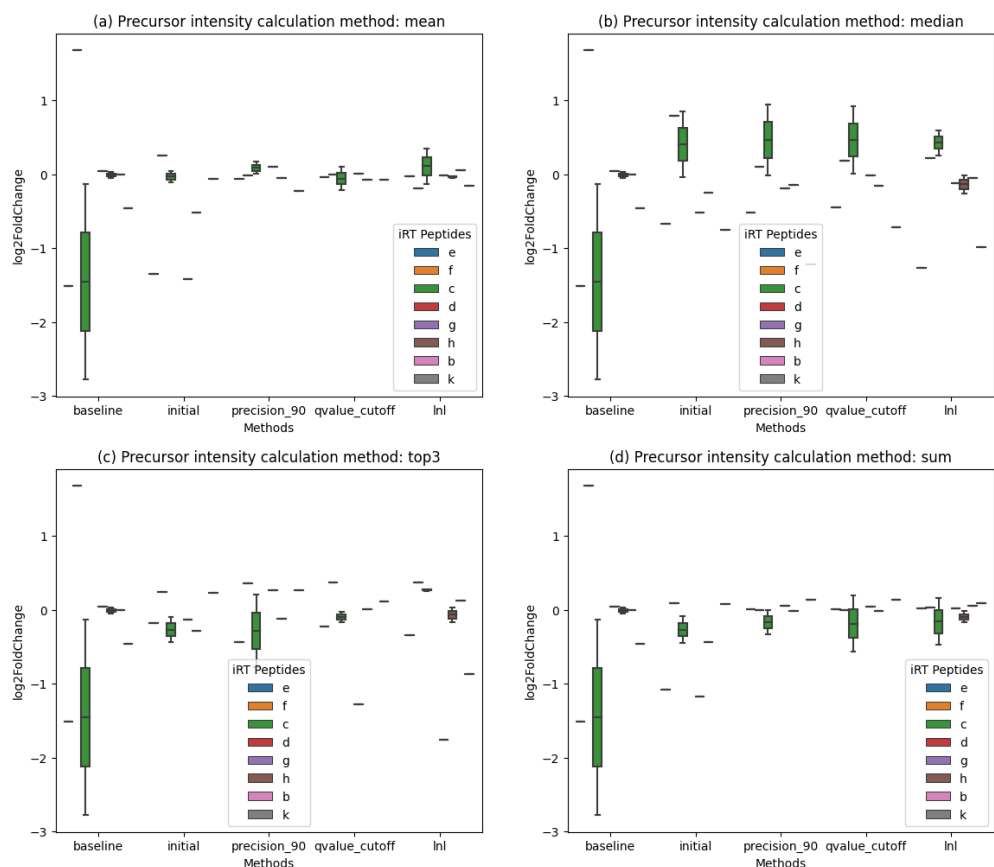 (a) Precursor intensity calculation method: mean
log2FoldChange
1
0
−1
−2
−3
iRT Peptides
e
f
c
d
g
h
b
k
baseline initial precision_90 qvalue_cutoff lnl
Methods
(b) Precursor intensity calculation method: median
log2FoldChange
1
0
−1
−2
−3
iRT Peptides
e
f
c
d
g
h
b
k
baseline initial precision_90 qvalue_cutoff lnl
Methods
(c) Precursor intensity calculation method: top3
log2FoldChange
1
0
−1
−2
−3
iRT Peptides
e
f
c
d
g
h
b
k
baseline initial precision_90 qvalue_cutoff lnl
Methods
(d) Precursor intensity calculation method: sum
log2FoldChange
1
0
−1
−2
−3
iRT Peptides
e
f
c
d
g
h
b
k
baseline initial precision_90 qvalue_cutoff lnl
Methods